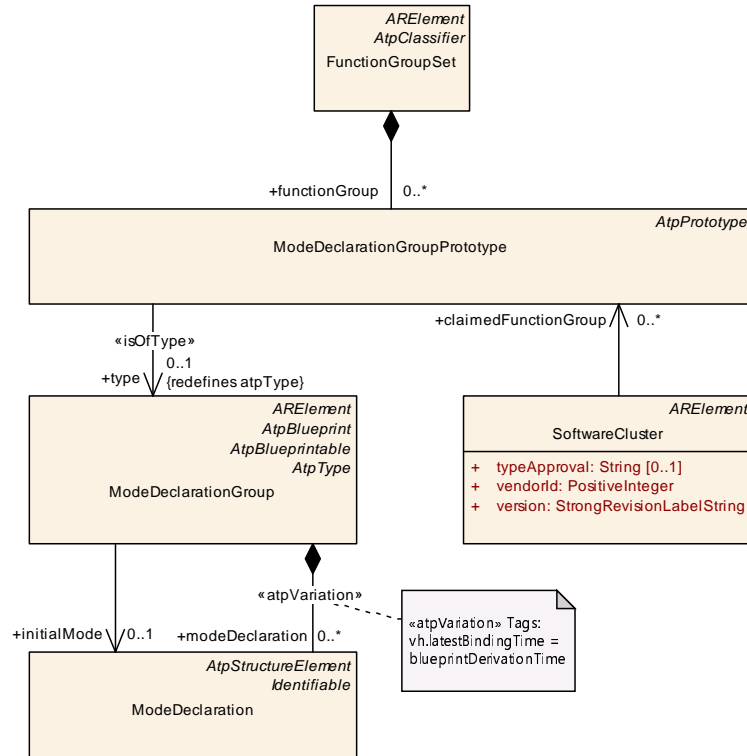 ARElement
AtpClassifier
FunctionGroupSet
+functionGroup 0..*
AtpPrototype
ModeDeclarationGroupPrototype
+claimedFunctionGroup 0..*
«isOfType»
0..1
+type {redefines atpType}
ARElement
AtpBlueprint
AtpBlueprintable
AtpType
ModeDeclarationGroup
ARElement
SoftwareCluster
+ typeApproval: String [0..1]
+ vendorId: PositiveInteger
+ version: StrongRevisionLabelString
«atpVariation»
+initialMode 0..1
+modeDeclaration 0..*
«atpVariation» Tags:
vh.latestBindingTime =
blueprintDerivationTime
AtpStructureElement
Identifiable
ModeDeclaration